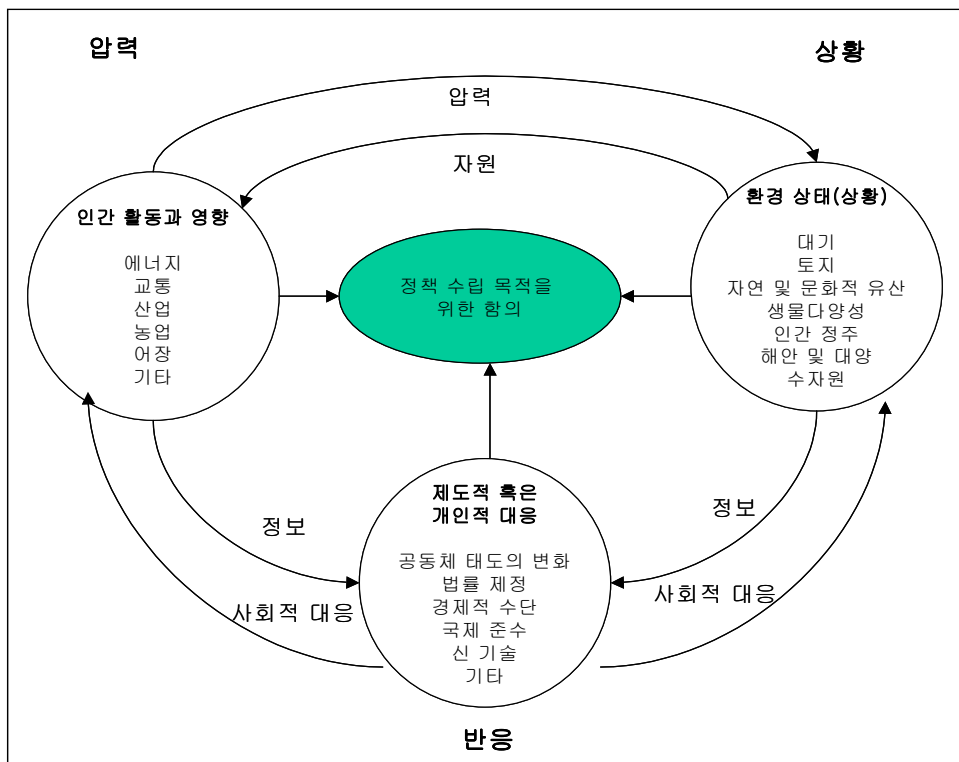 압력
상황
압력
자원
인간 활동과 영향
에너지
교통
산업
농업
어장
기타
환경 상태(상황)
대기
토지
자연 및 문화적 유산
생물다양성
인간 정주
해안 및 대양
수자원
정책 수립 목적을
위한 함의
정보
정보
사회적 대응
사회적 대응
제도적 혹은
개인적 대응
공동체 태도의 변화
법률 제정
경제적 수단
국제 준수
신 기술
기타
반응